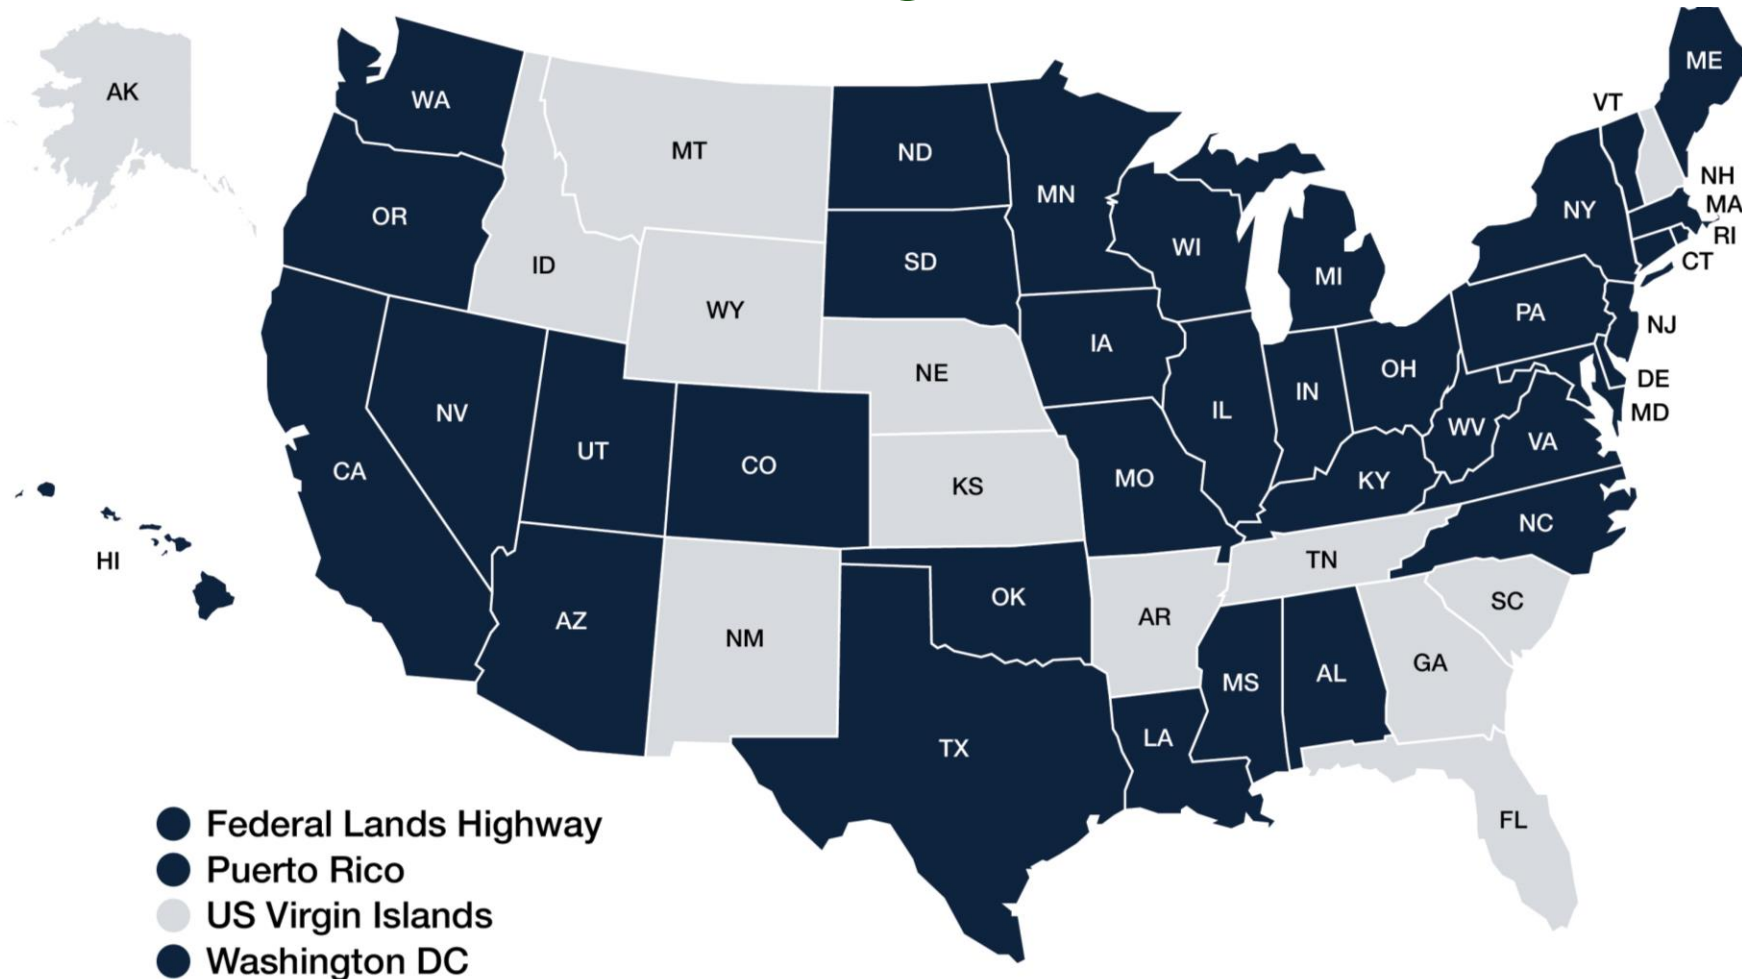 AK
WA
MT
ND
MN
ME
VT
NH
MA
RI
CT
NY
OR
ID
WY
SD
WI
MI
PA
NJ
DE
MD
NE
IA
IL
IN
OH
WV
VA
NV
UT
CO
KS
MO
KY
CA
HI
NC
TN
SC
AZ
NM
OK
AR
MS
AL
GA
TX
LA
FL
Federal Lands Highway
Puerto Rico
US Virgin Islands
Washington DC